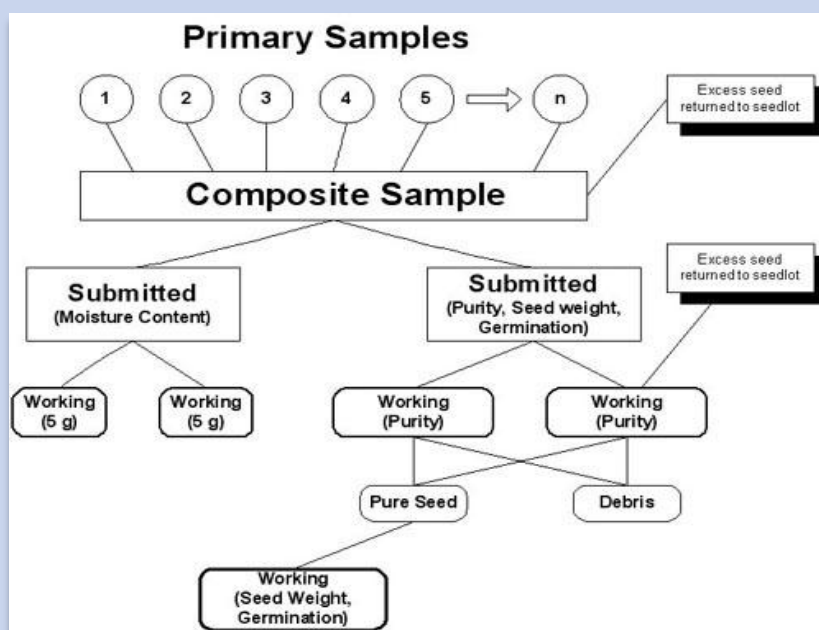 Primary Samples
1 2 3 4 5 n
Excess seed
returned to seedlot
Composite Sample
Submitted
(Moisture Content)
Submitted
(Purity, Seed weight,
Germination)
Excess seed
returned to seedlot
Working
(5 g)
Working
(5 g)
Working
(Purity)
Working
(Purity)
Pure Seed
Debris
Working
(Seed Weight,
Germination)